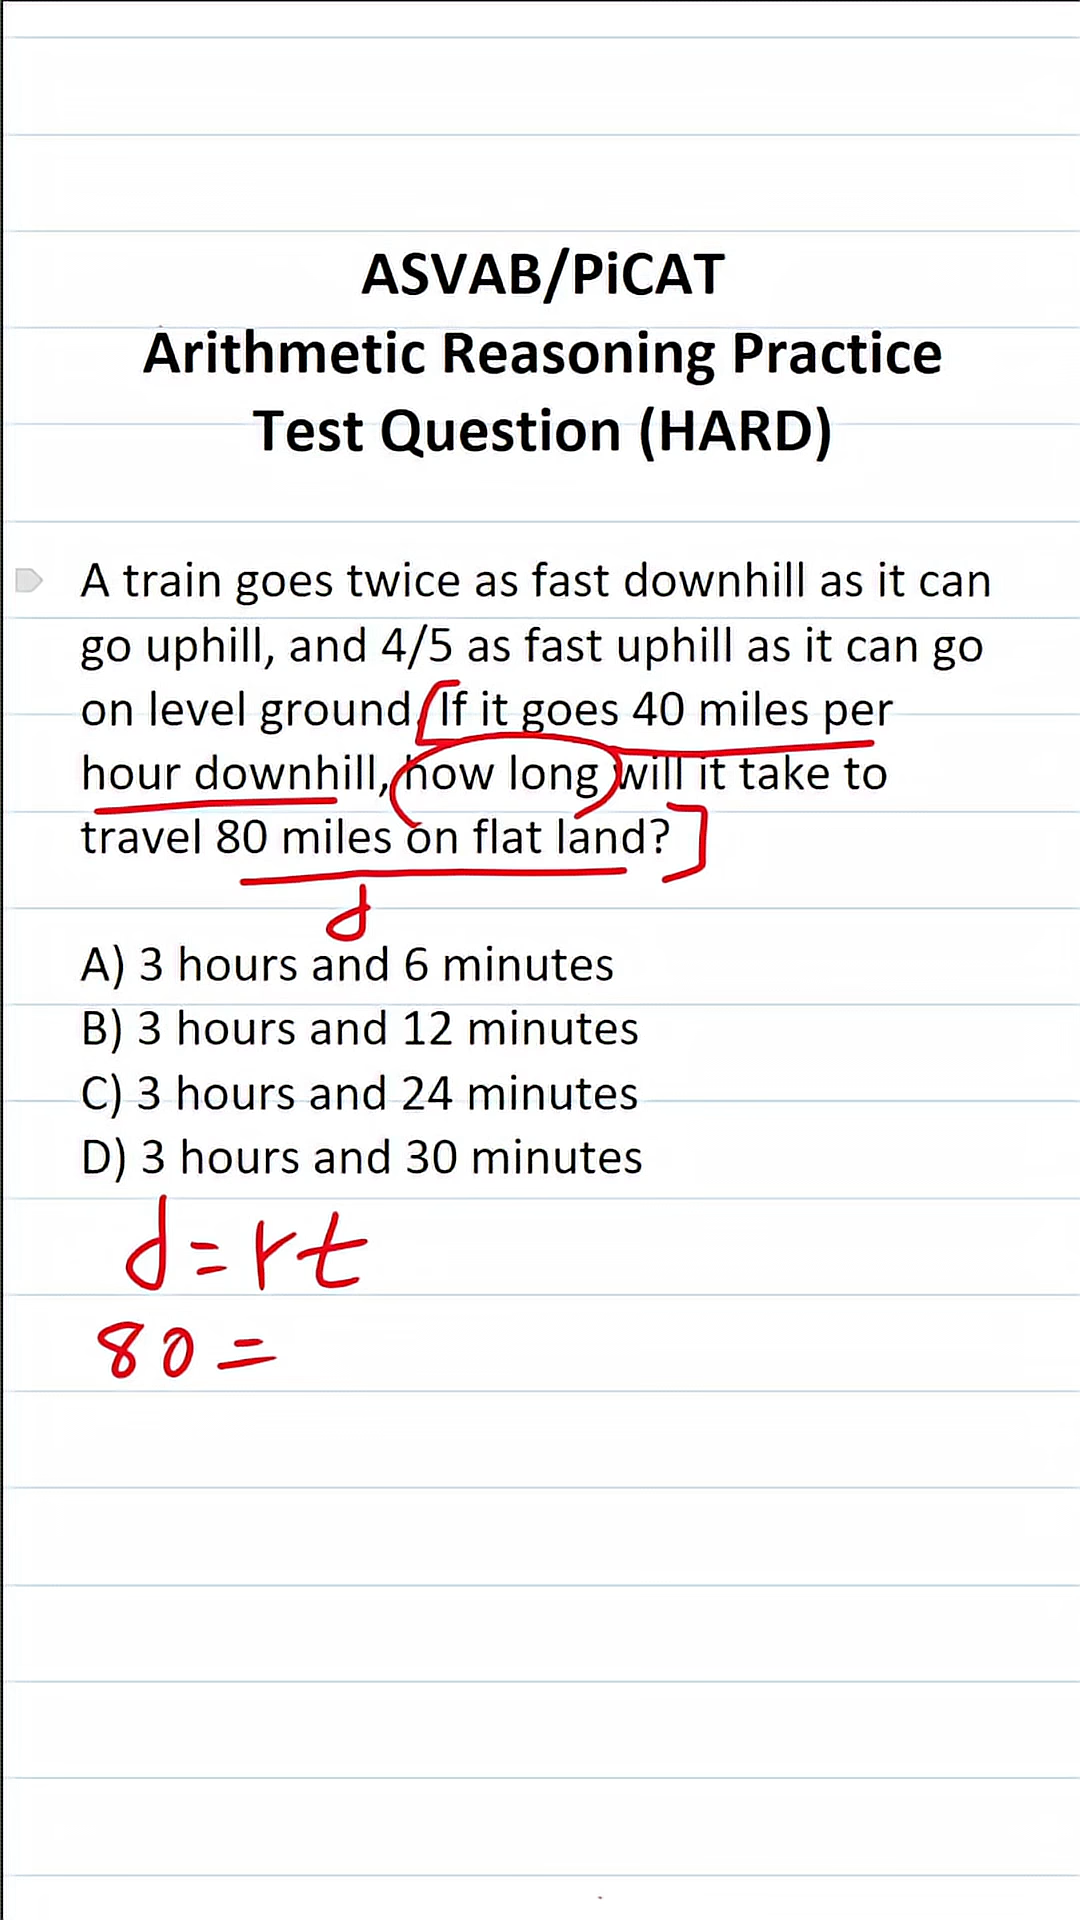 ASVAB/PiCAT
Arithmetic Reasoning Practice
Test Question (HARD)
A train goes twice as fast downhill as it can
go uphill, and 4/5 as fast uphill as it can go
on level ground. If it goes 40 miles per
hour downhill, how long will it take to
travel 80 miles on flat land?
d
A) 3 hours and 6 minutes
B) 3 hours and 12 minutes
C) 3 hours and 24 minutes
D) 3 hours and 30 minutes
d=rt
80=